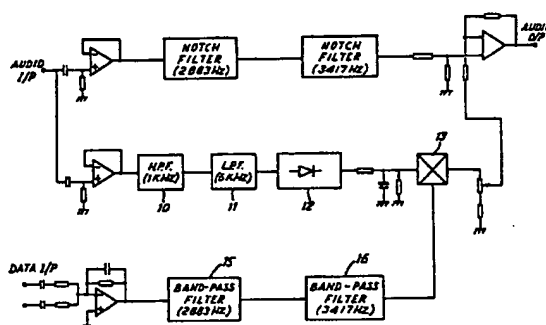 AUDIO
I/P
NOTCH
FILTER
(2883Hz)
NOTCH
FILTER
(3417Hz)
AUDIO
O/P
H.P.F.
(1KHz)
10
L.P.F.
(5KHz)
11
12
13
DATA I/P
15
BAND-PASS
FILTER
(2883Hz)
16
BAND-PASS
FILTER
(3417Hz)